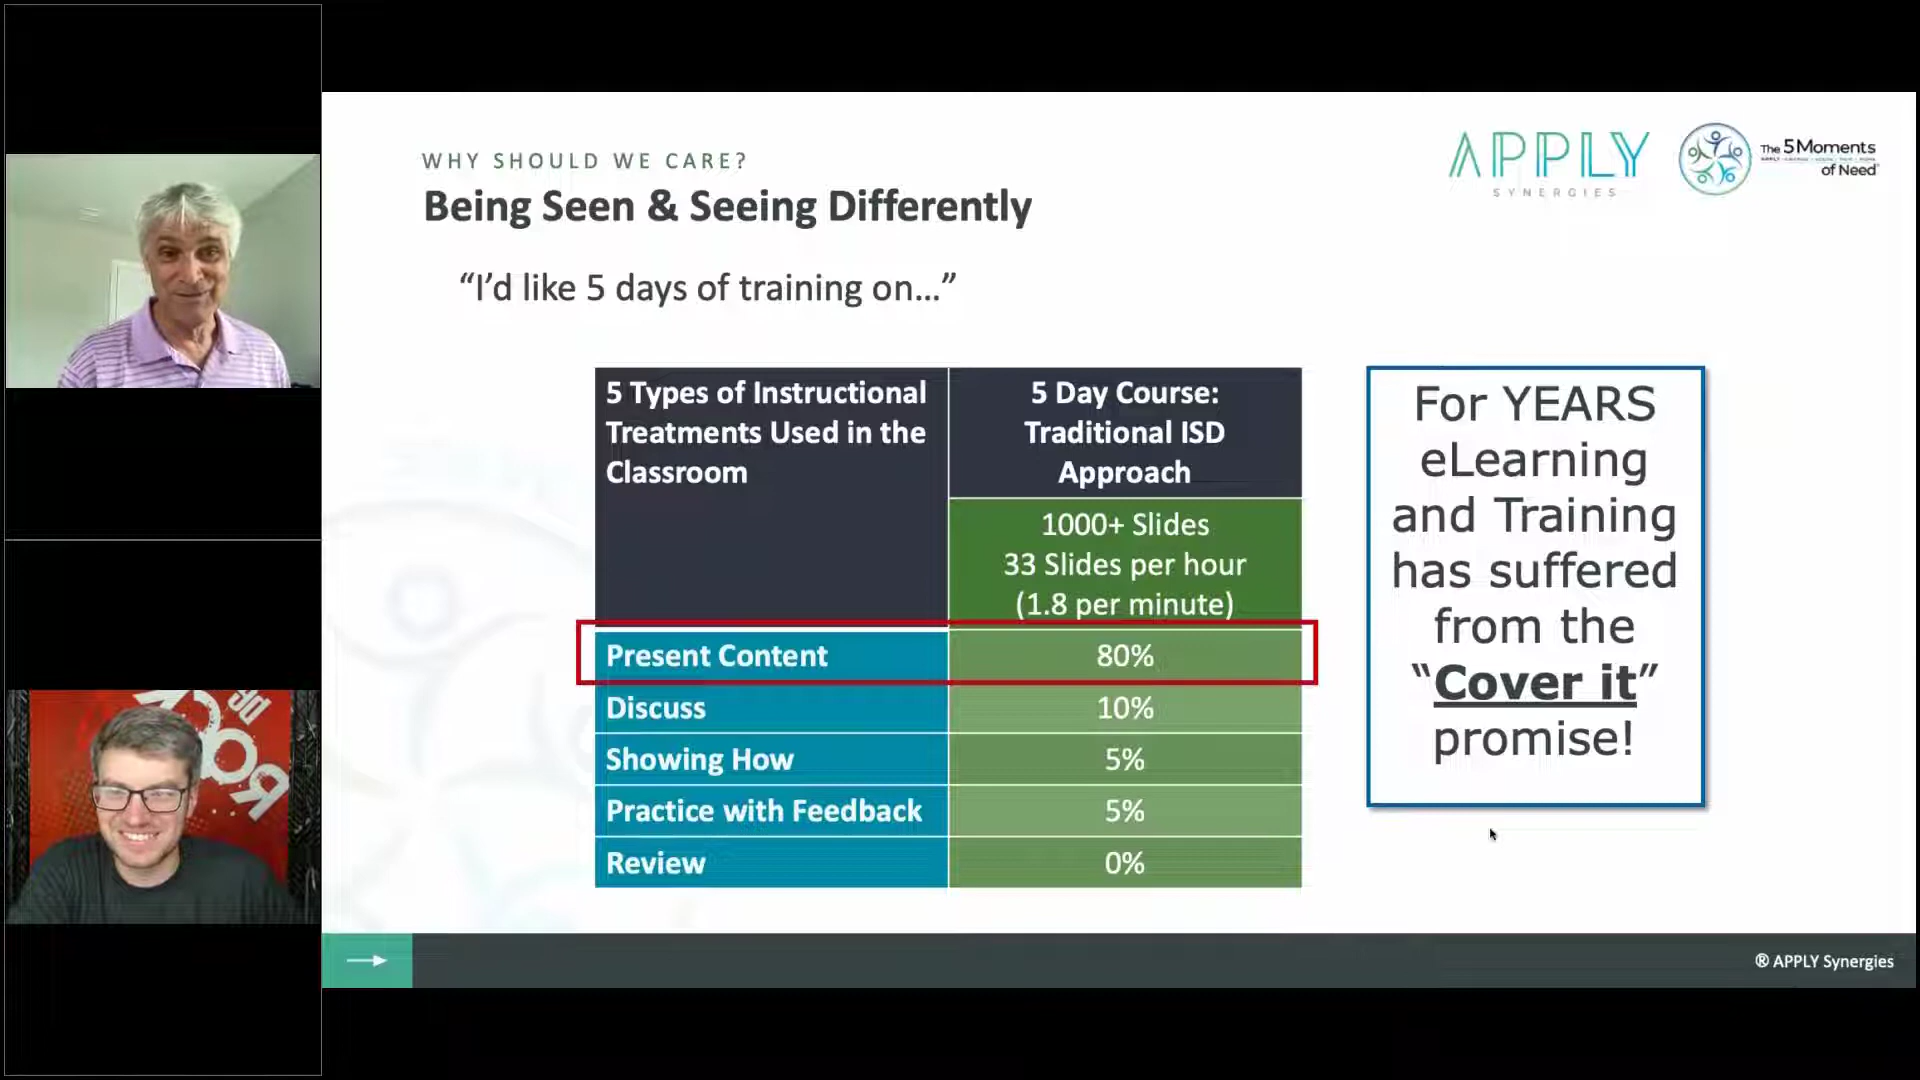 WHY SHOULD WE CARE?
Being Seen & Seeing Differently
APPLY
SYNERGIES
The 5 Moments
of Need
“I’d like 5 days of training on...”
5 Types of Instructional
Treatments Used in the
Classroom
5 Day Course:
Traditional ISD
Approach
1000+ Slides
33 Slides per hour
(1.8 per minute)
Present Content 80%
Discuss 10%
Showing How 5%
Practice with Feedback 5%
Review 0%
For YEARS
eLearning
and Training
has suffered
from the
“Cover it”
promise!
® APPLY Synergies